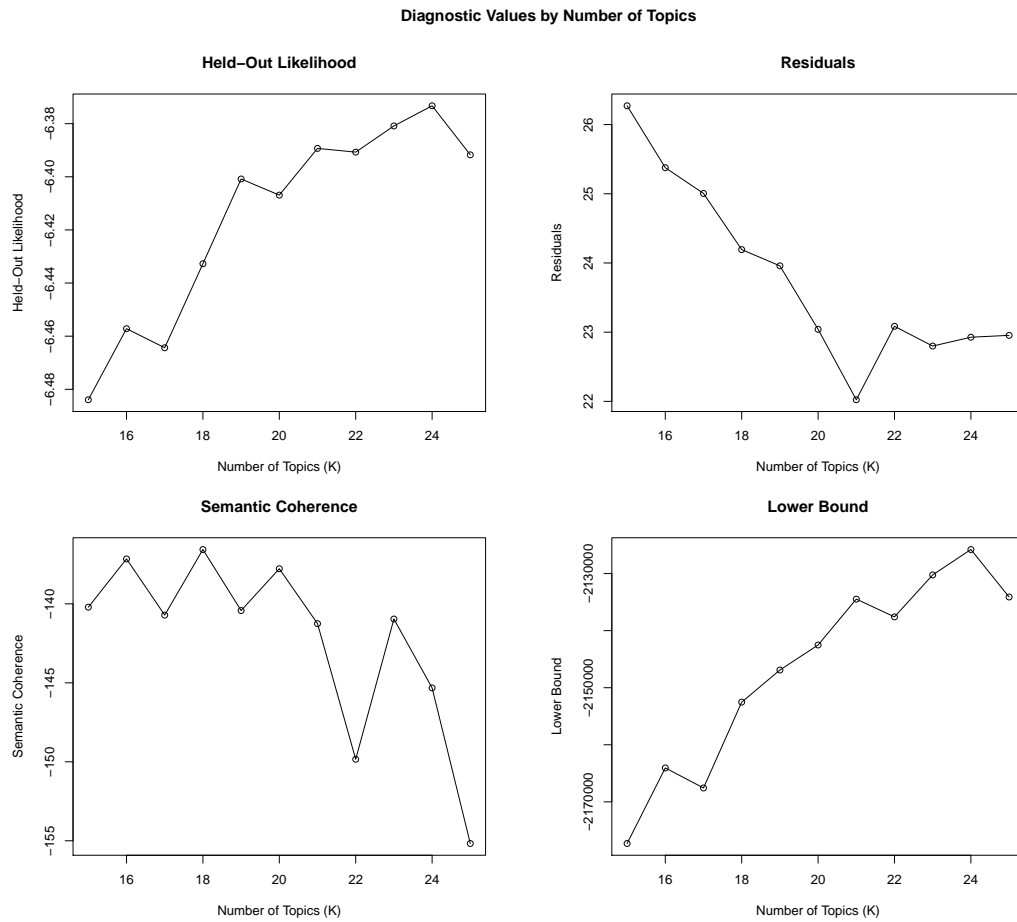 Diagnostic Values by Number of Topics
Held−Out Likelihood
Held−Out Likelihood
−6.38
−6.40
−6.42
−6.44
−6.46
−6.48
16 18 20 22 24
Number of Topics (K)
Residuals
Residuals
26
25
24
23
22
16 18 20 22 24
Number of Topics (K)
Semantic Coherence
Semantic Coherence
−140
−145
−150
−155
16 18 20 22 24
Number of Topics (K)
Lower Bound
Lower Bound
−2130000
−2150000
−2170000
16 18 20 22 24
Number of Topics (K)